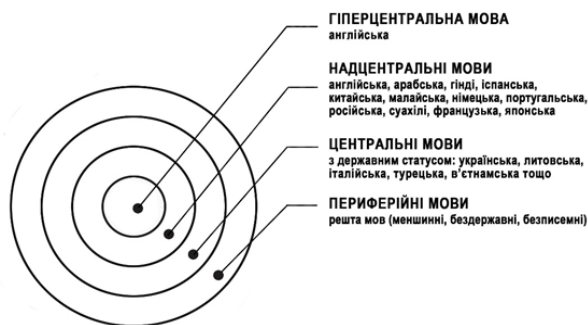 ГІПЕРЦЕНТРАЛЬНА МОВА
англійська
НАДЦЕНТРАЛЬНІ МОВИ
англійська, арабська, гінді, іспанська,
китайська, малайська, німецька, португальська,
російська, суахілі, французька, японська
ЦЕНТРАЛЬНІ МОВИ
з державним статусом: українська, литовська,
італійська, турецька, в'єтнамська тощо
ПЕРИФЕРІЙНІ МОВИ
решта мов (меншинні, бездержавні, безписемні)